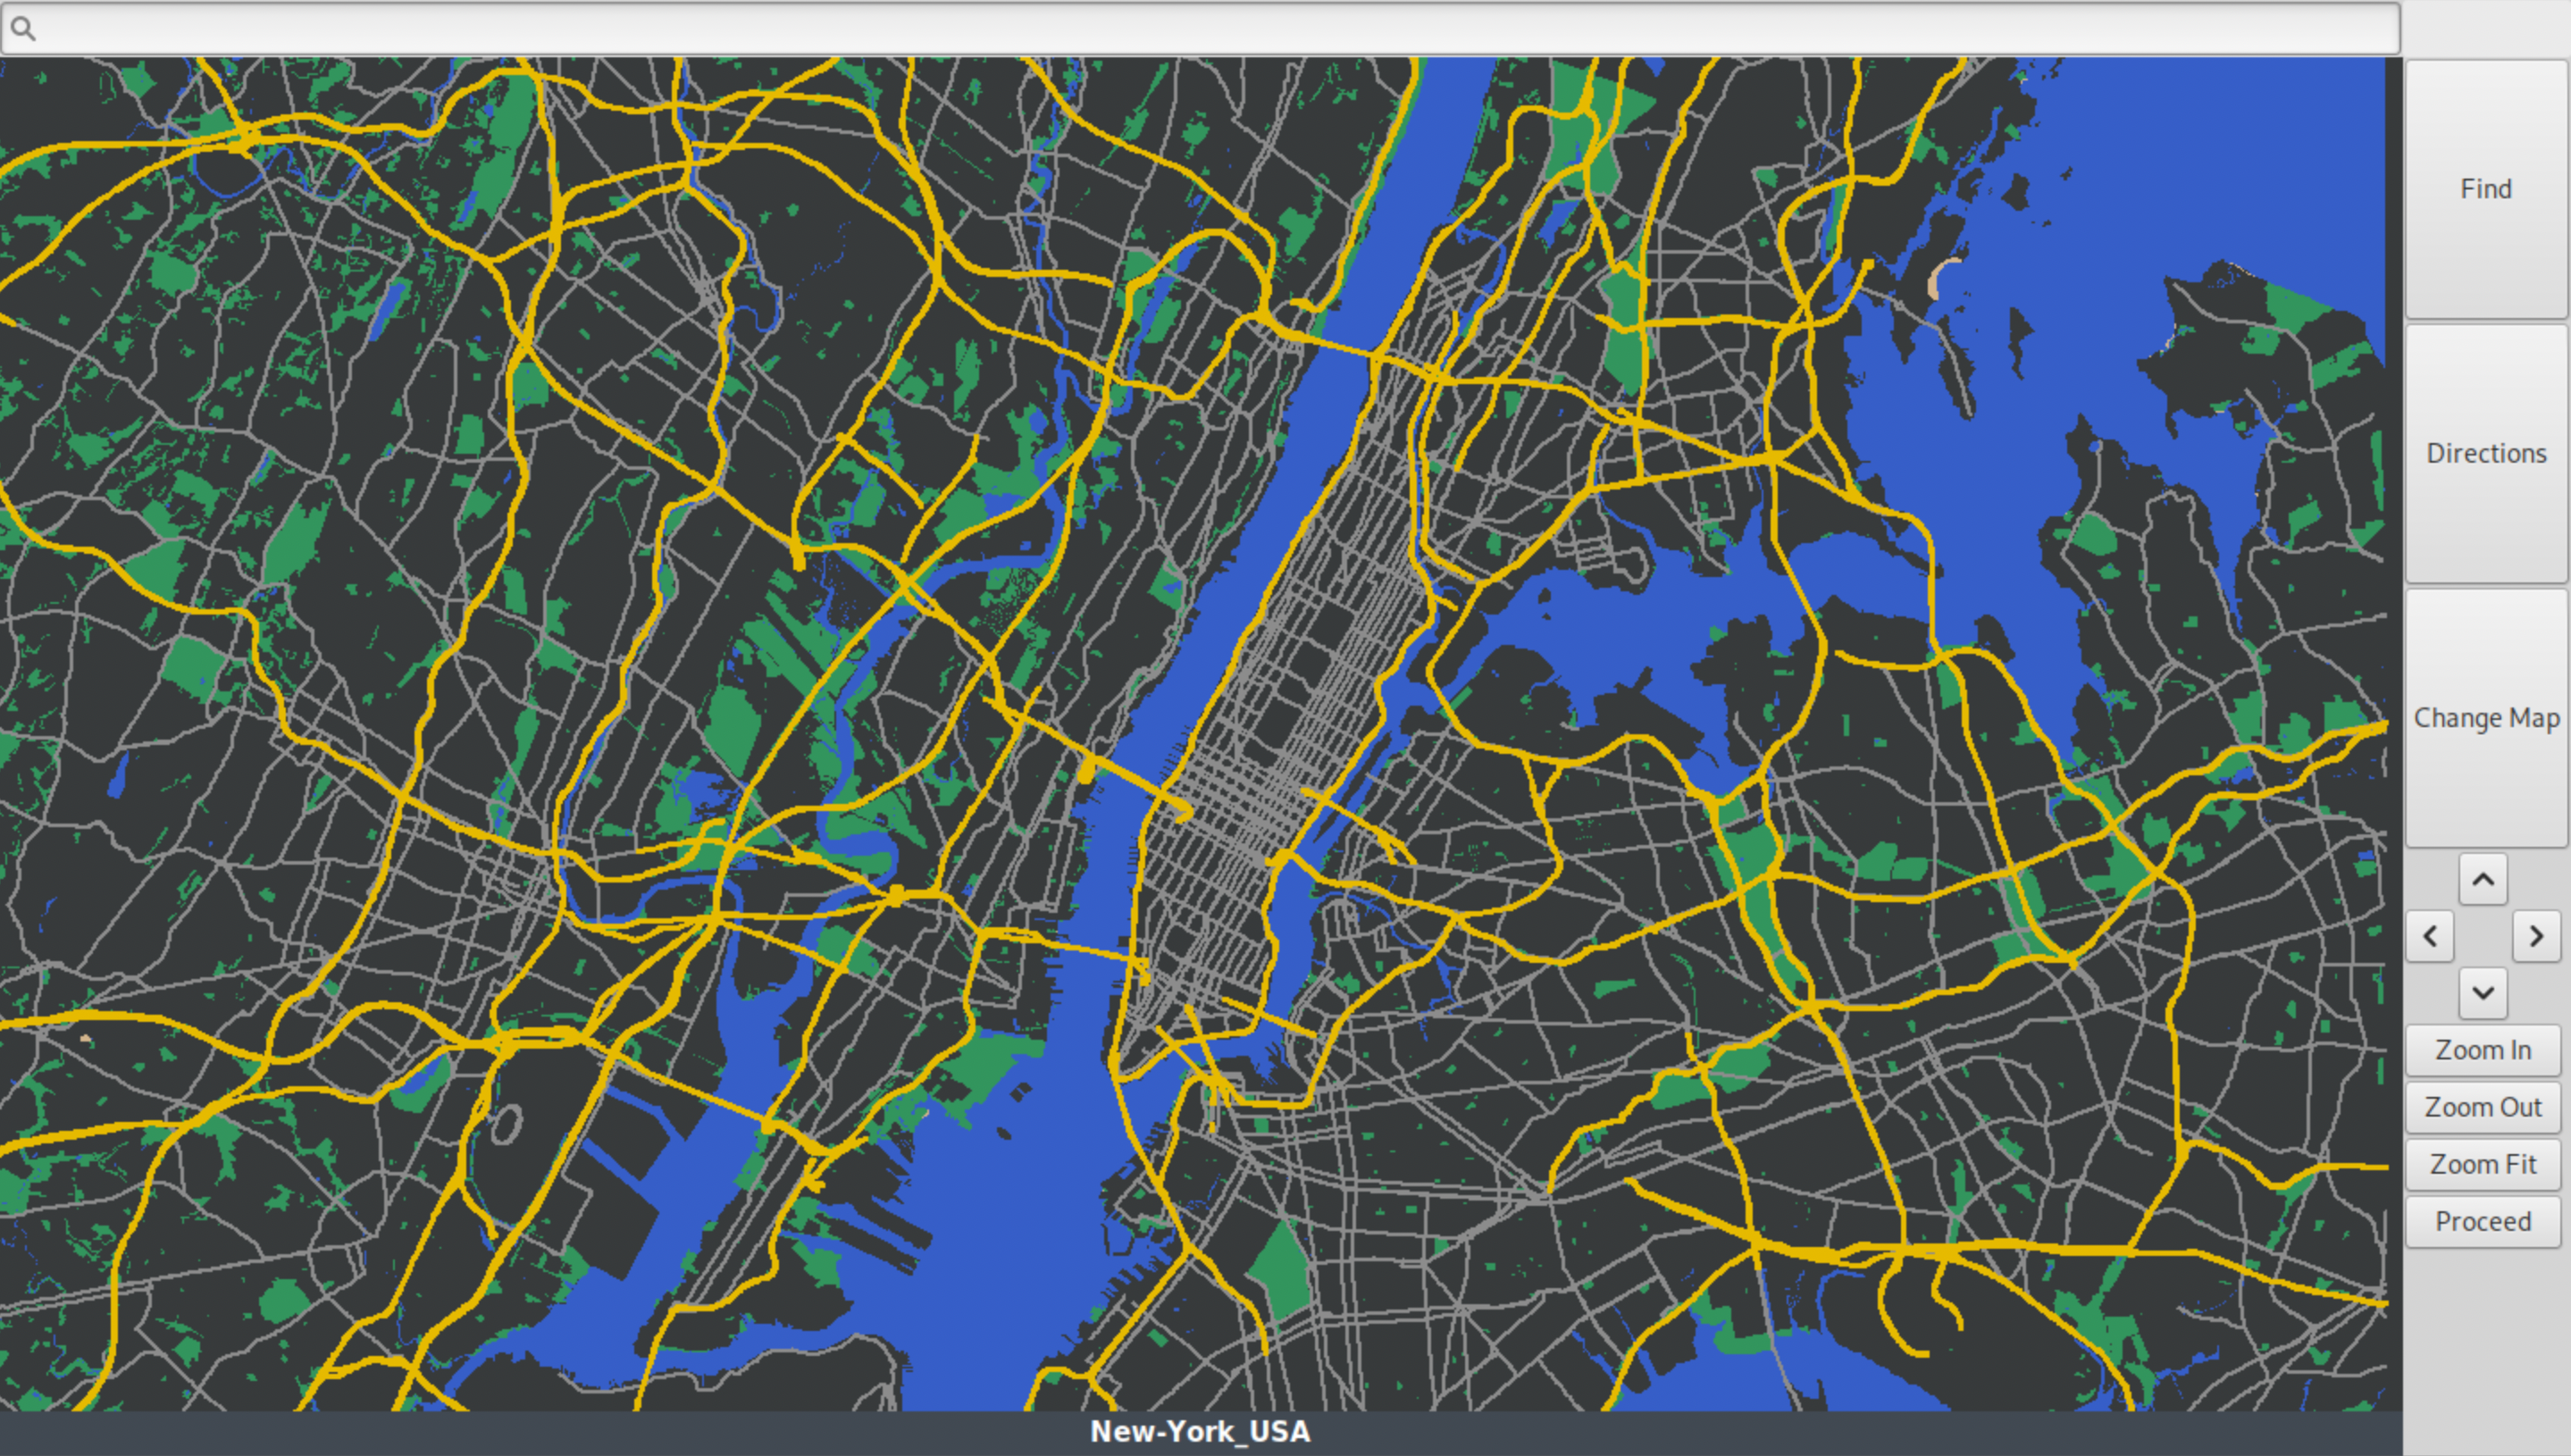 Find
Directions
Change Map
Zoom In
Zoom Out
Zoom Fit
Proceed
New-York_USA